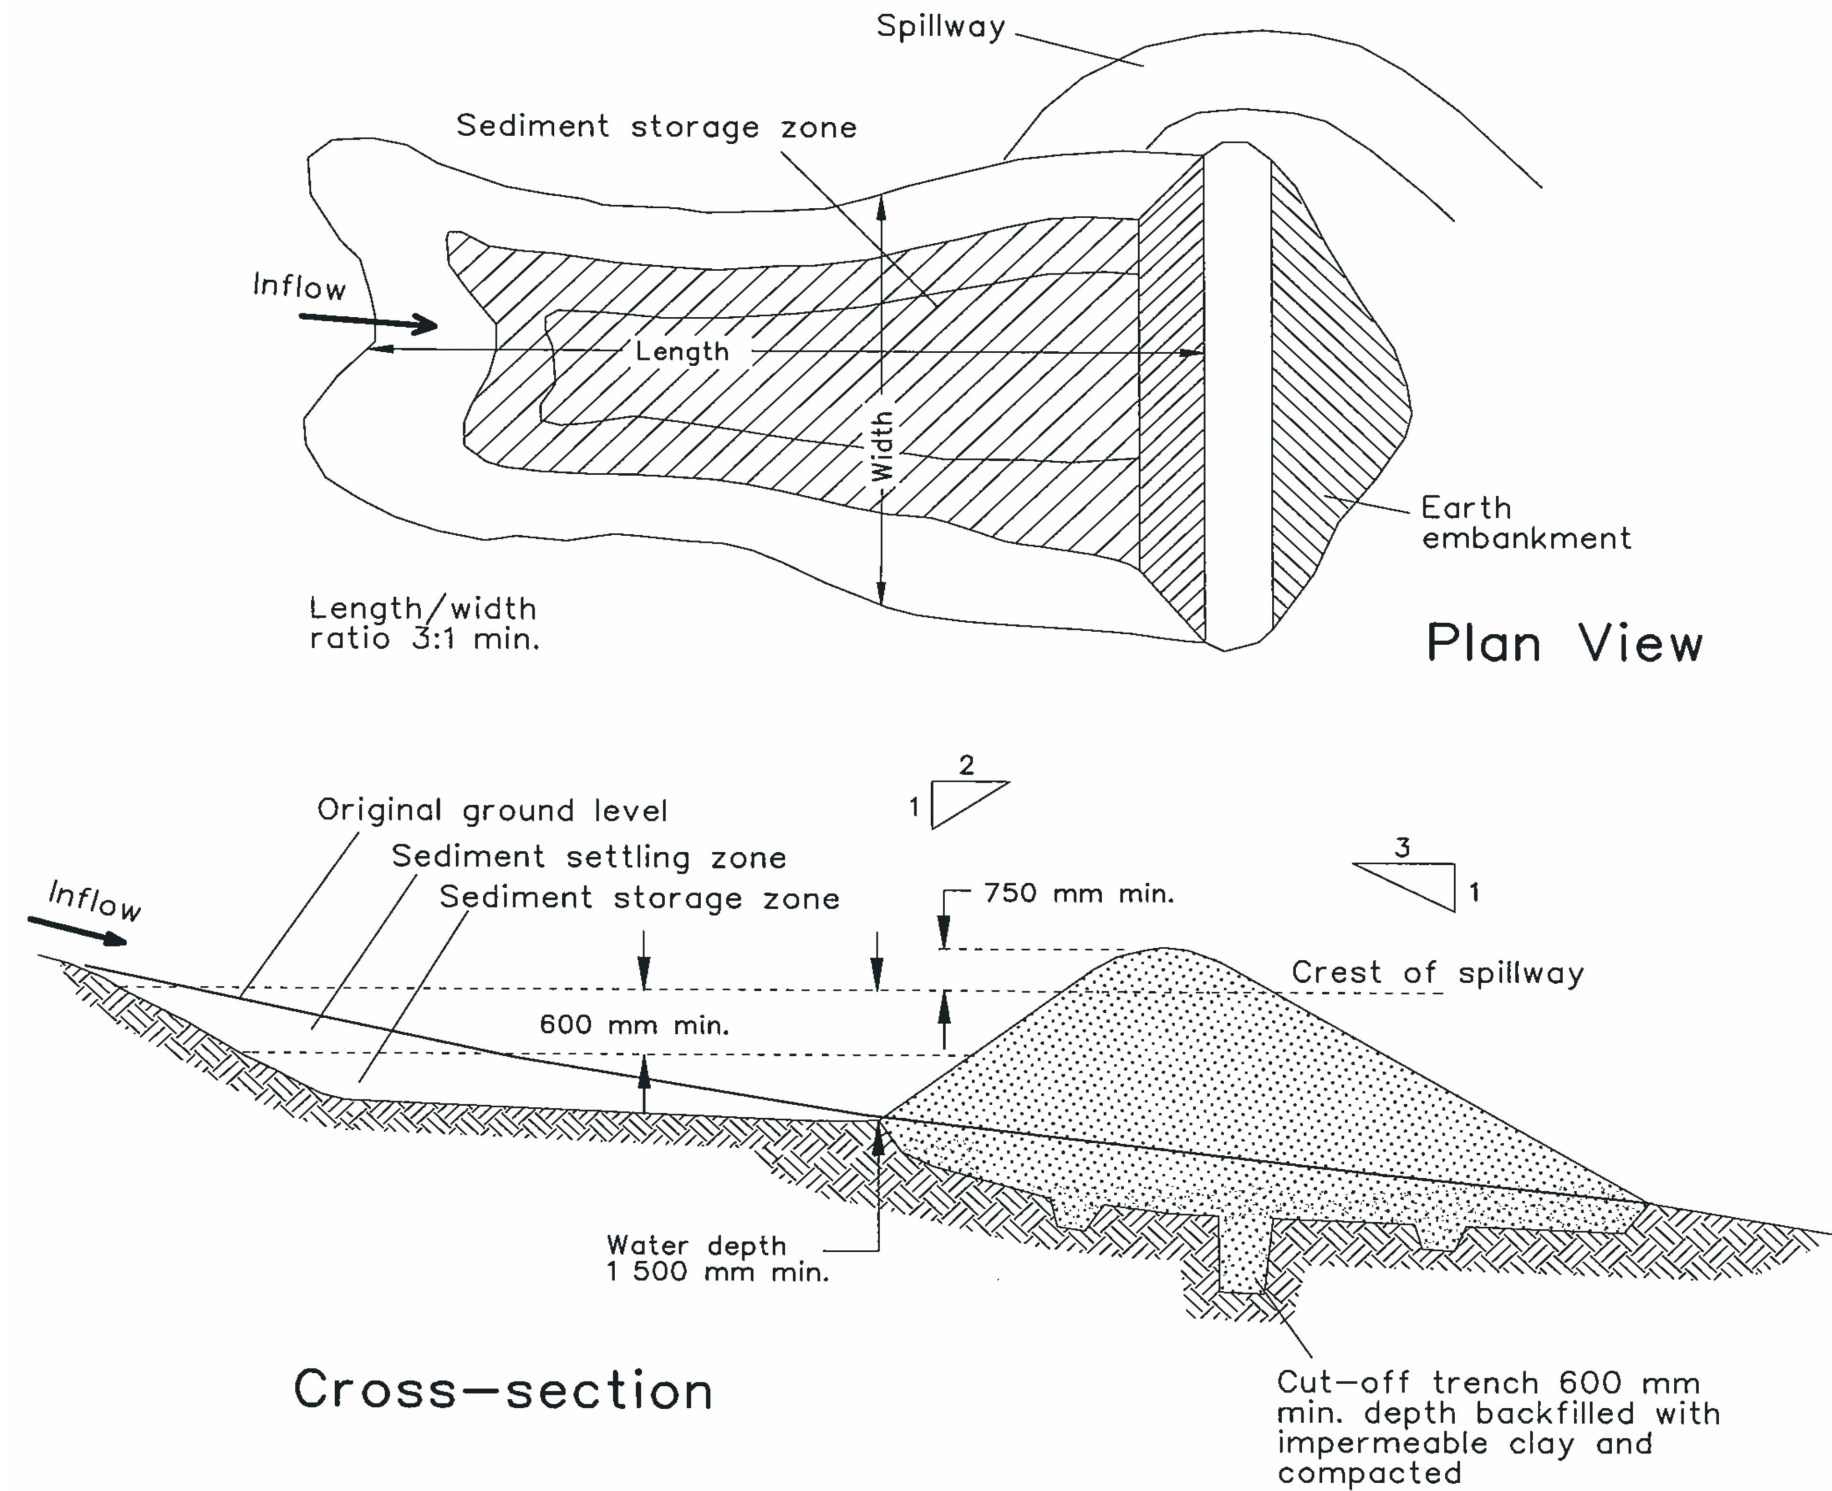 Spillway
Sediment storage zone
Inflow
Length
Width
Earth
embankment
Length/width
ratio 3:1 min.
Plan View
2
1
Original ground level
3
Sediment settling zone
1
Sediment storage zone
750 mm min.
Inflow
Crest of spillway
600 mm min.
Water depth
1 500 mm min.
Cross-section
Cut-off trench 600 mm
min. depth backfilled with
impermeable clay and
compacted